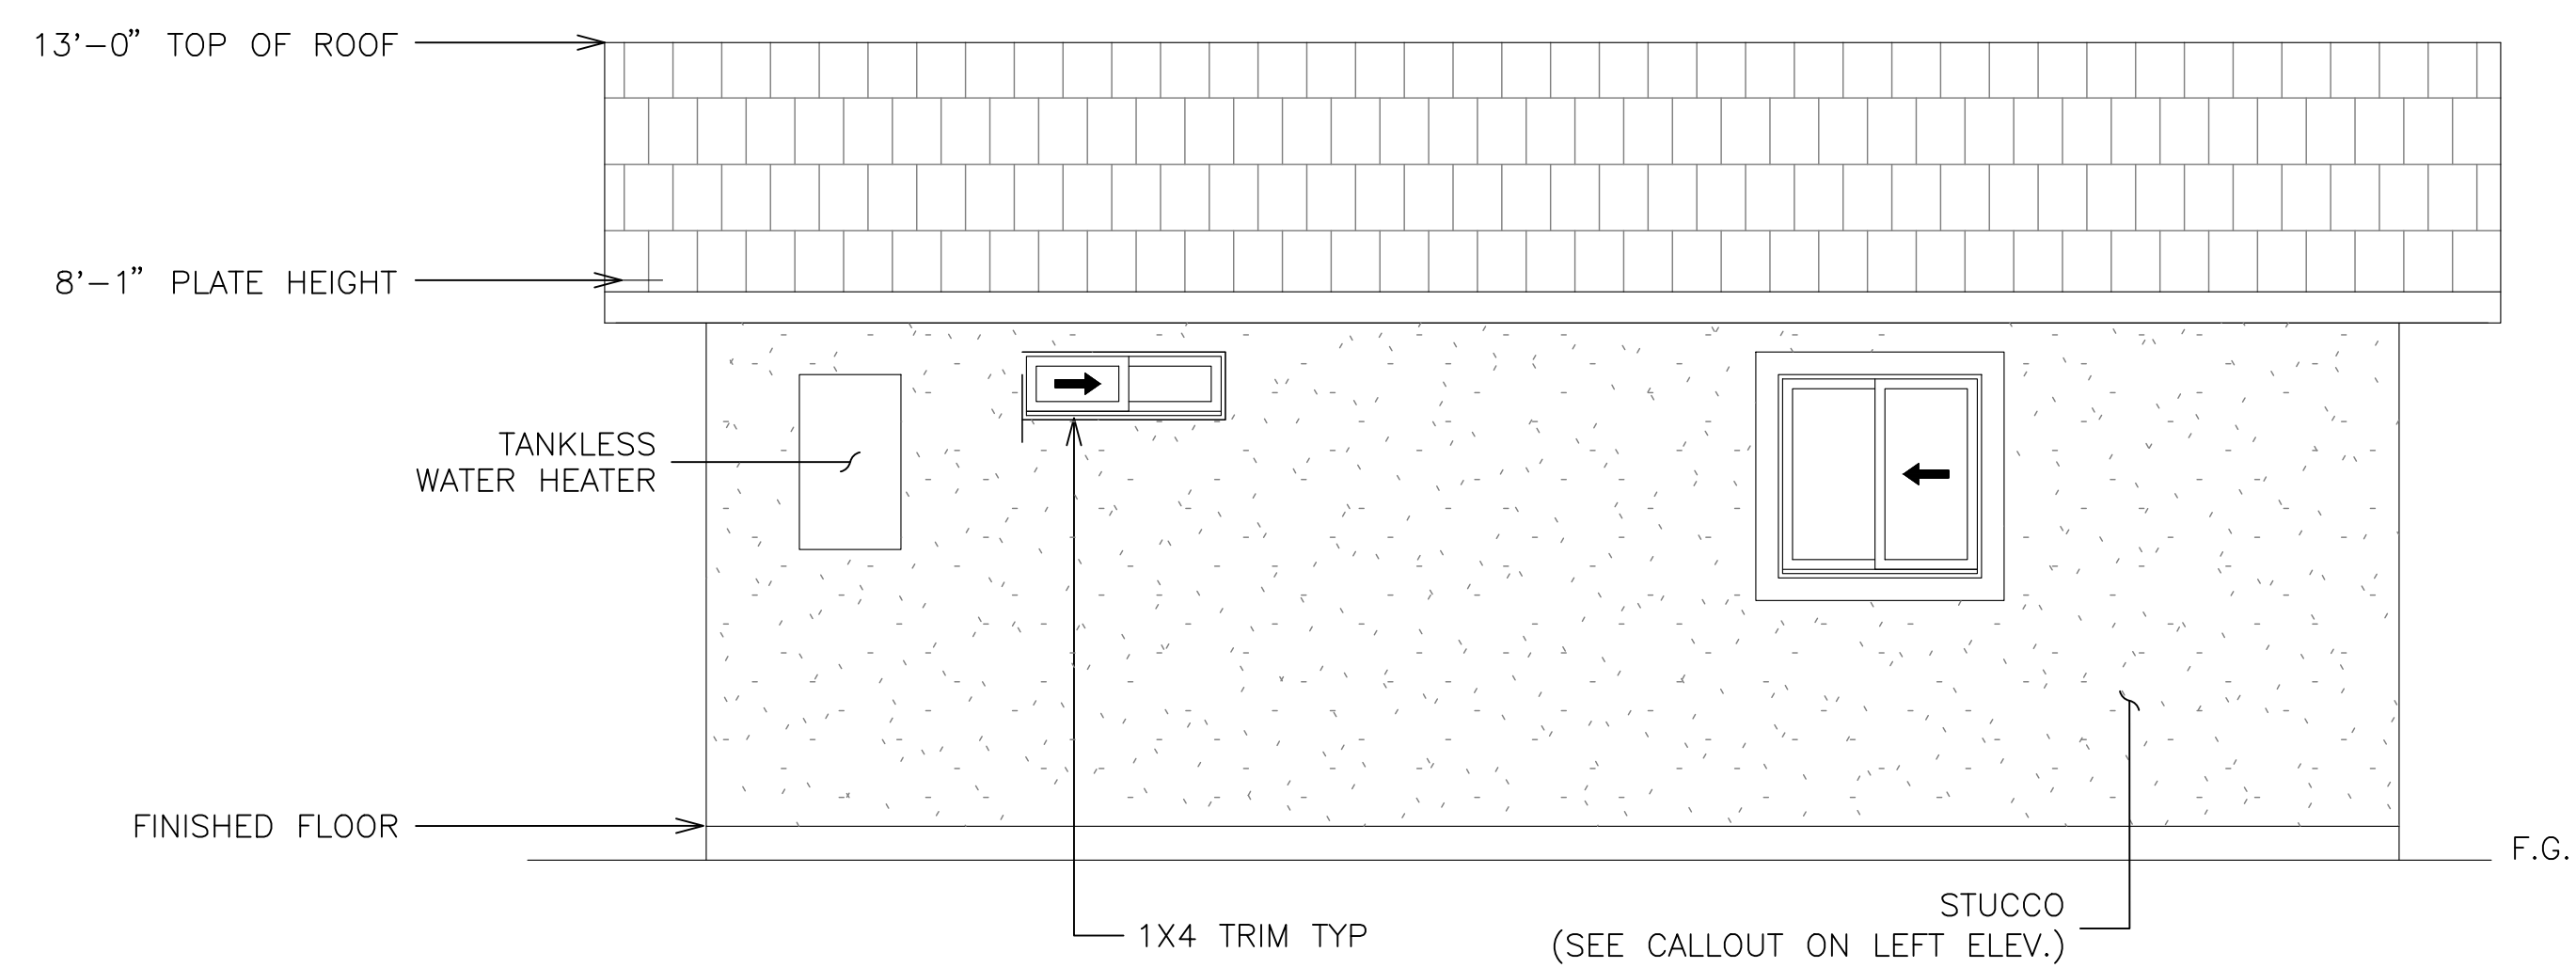 13'-0" TOP OF ROOF
8'-1" PLATE HEIGHT
TANKLESS
WATER HEATER
FINISHED FLOOR
F.G.
1X4 TRIM TYP
STUCCO
(SEE CALLOUT ON LEFT ELEV.)